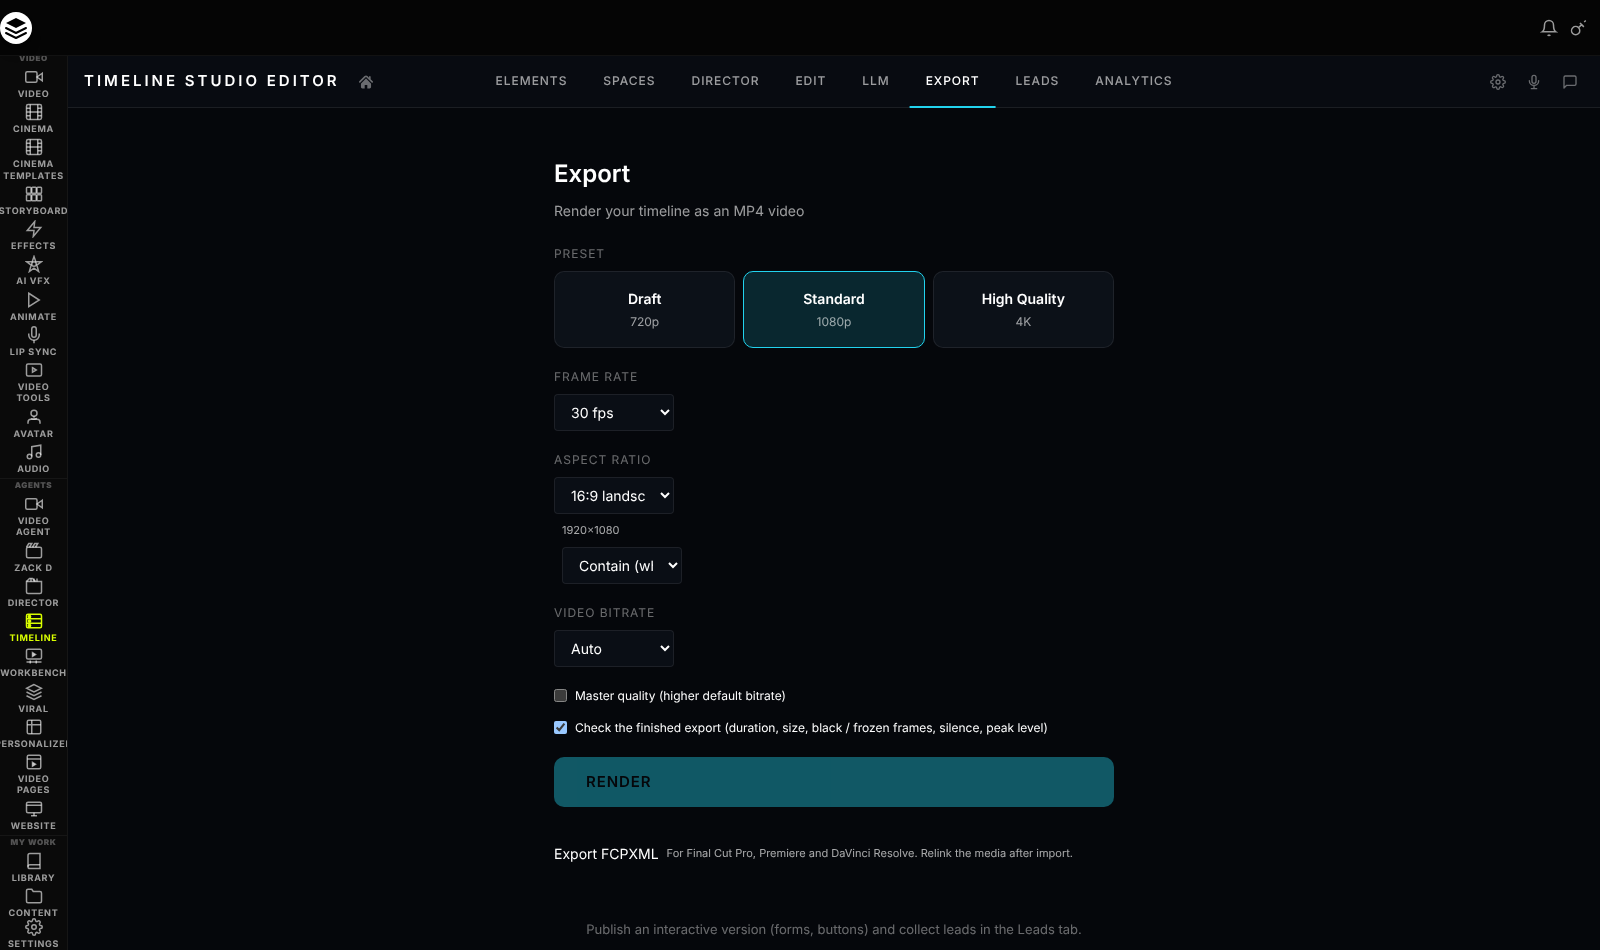 TIMELINE STUDIO EDITOR
ELEMENTS
SPACES
DIRECTOR
EDIT
LLM
EXPORT
LEADS
ANALYTICS
VIDEO
VIDEO
CINEMA
CINEMA
TEMPLATES
STORYBOARD
EFFECTS
AI VFX
ANIMATE
LIP SYNC
VIDEO
TOOLS
AVATAR
AUDIO
AGENTS
VIDEO
AGENT
ZACK D
DIRECTOR
TIMELINE
WORKBENCH
VIRAL
PERSONALIZE
VIDEO
PAGES
WEBSITE
MY WORK
LIBRARY
CONTENT
SETTINGS
Export
Render your timeline as an MP4 video
PRESET
Draft
720p
Standard
1080p
High Quality
4K
FRAME RATE
30 fps
ASPECT RATIO
16:9 landsc
1920×1080
Contain (wl
VIDEO BITRATE
Auto
Master quality (higher default bitrate)
Check the finished export (duration, size, black / frozen frames, silence, peak level)
RENDER
Export FCPXML For Final Cut Pro, Premiere and DaVinci Resolve. Relink the media after import.
Publish an interactive version (forms, buttons) and collect leads in the Leads tab.